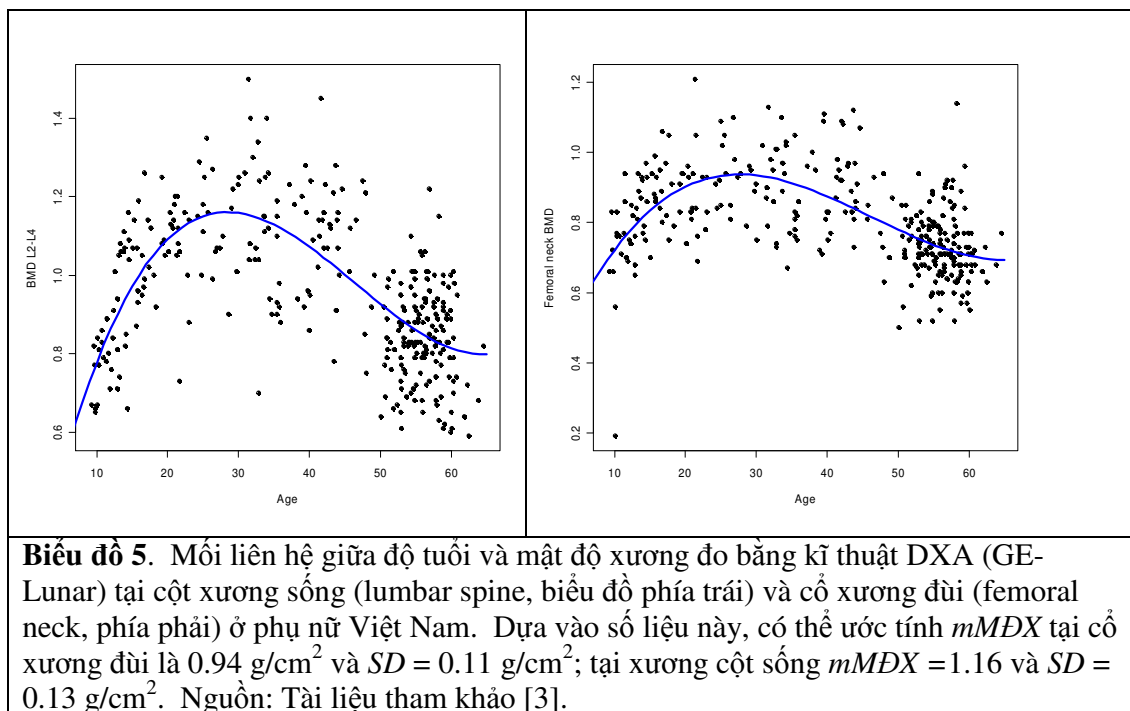 1.4
1.2
1.0
0.8
0.6
BMD L2-L4
10 20 30 40 50 60
Age
1.2
1.0
0.8
0.6
0.4
0.2
Femoral neck BMD
10 20 30 40 50 60
Age
Biểu đồ 5. Mối liên hệ giữa độ tuổi và mật độ xương đo bằng kĩ thuật DXA (GE-
Lunar) tại cột xương sống (lumbar spine, biểu đồ phía trái) và cổ xương đùi (femoral
neck, phía phải) ở phụ nữ Việt Nam. Dựa vào số liệu này, có thể ước tính mMĐX tại cổ
xương đùi là 0.94 g/cm² và SD = 0.11 g/cm²; tại xương cột sống mMĐX =1.16 và SD =
0.13 g/cm². Nguồn: Tài liệu tham khảo [3].